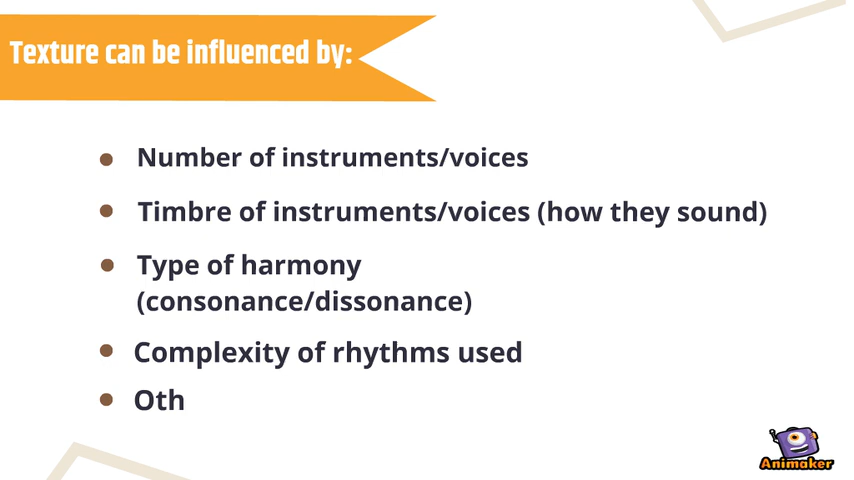 Texture can be influenced by:
Number of instruments/voices
Timbre of instruments/voices (how they sound)
Type of harmony
(consonance/dissonance)
Complexity of rhythms used
Oth
Animaker